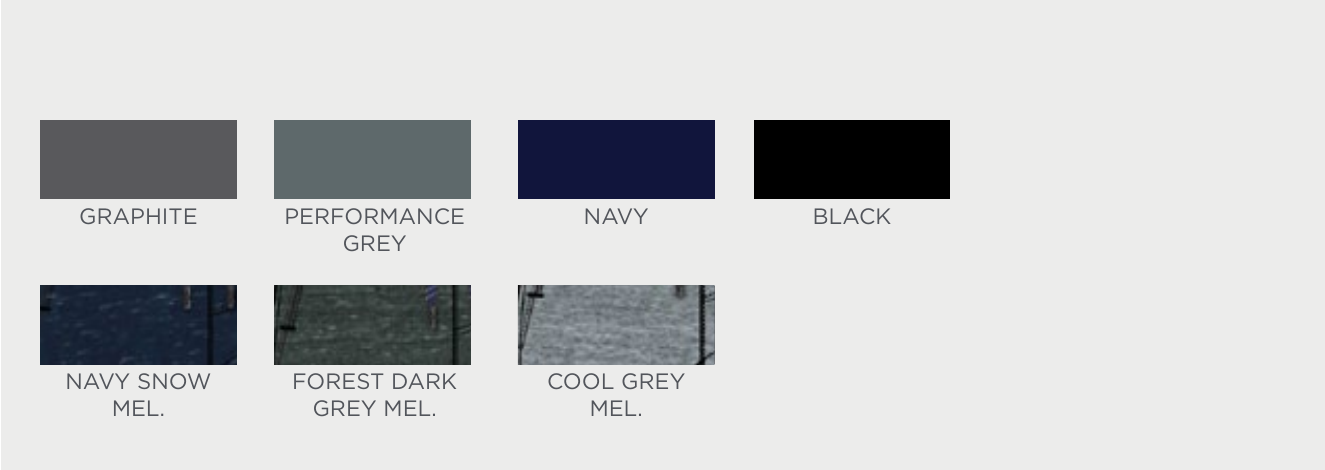 GRAPHITE
PERFORMANCE
GREY
NAVY
BLACK
NAVY SNOW
MEL.
FOREST DARK
GREY MEL.
COOL GREY
MEL.